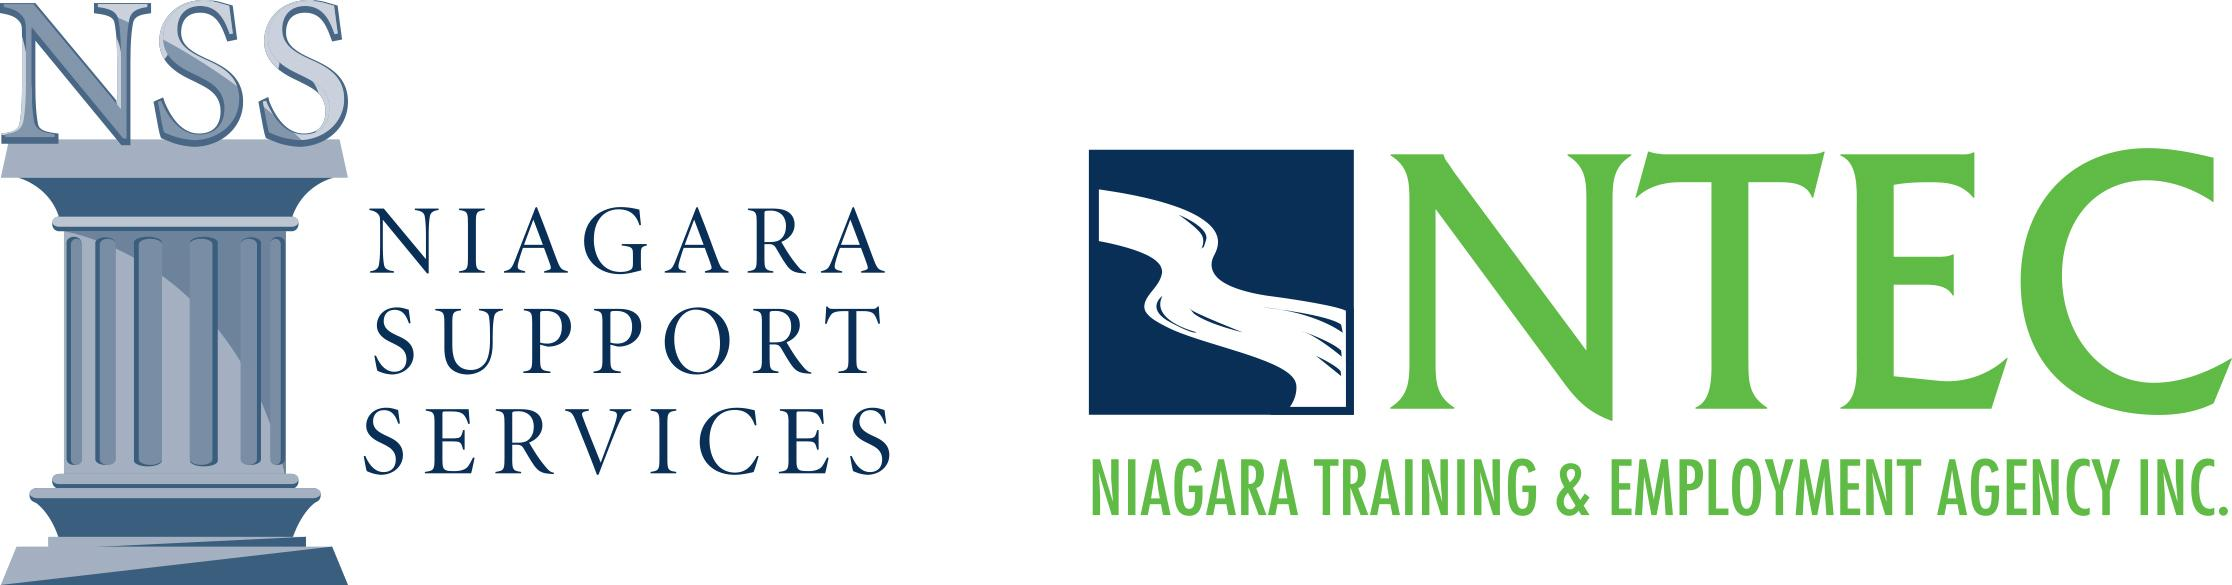 NSS
NIAGARA
SUPPORT
SERVICES
NTEC
NIAGARA TRAINING & EMPLOYMENT AGENCY INC.